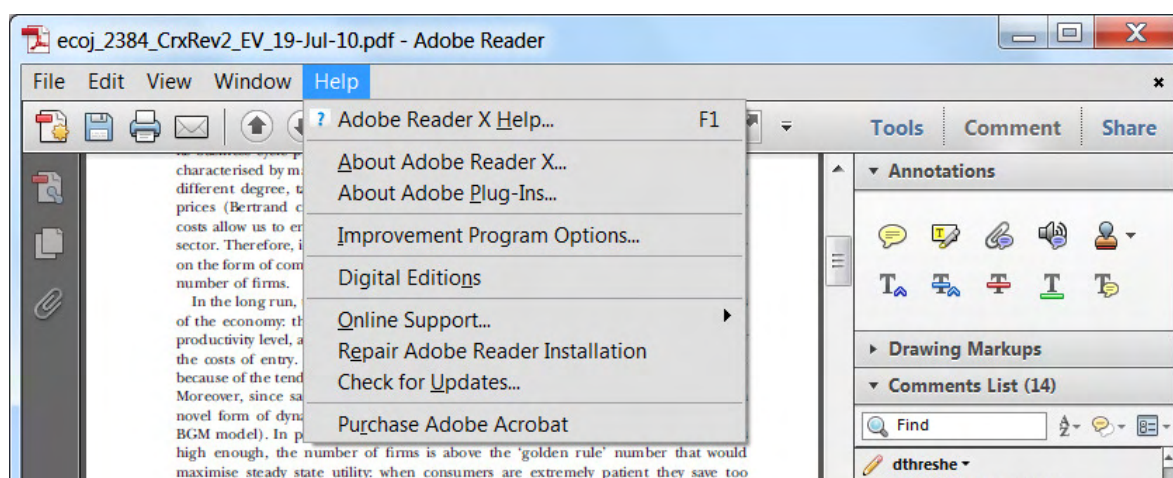 ecoj_2384_CrxRev2_EV_19-Jul-10.pdf - Adobe Reader
File Edit View Window Help
Tools Comment Share
? Adobe Reader X Help... F1
About Adobe Reader X...
About Adobe Plug-Ins...
Improvement Program Options...
Digital Editions
Online Support...
Repair Adobe Reader Installation
Check for Updates...
Purchase Adobe Acrobat
characterised by m
different degree,
prices (Bertrand c
costs allow us to en
sector. Therefore, i
on the form of com
number of firms.
In the long run,
of the economy: th
productivity level, a
the costs of entry.
because of the tend
Moreover, since sa
novel form of dyna
BGM model). In p
high enough, the number of firms is above the 'golden rule' number that would
maximise steady state utility: when consumers are extremely patient they save too
Annotations
Drawing Markups
Comments List (14)
Find
dthreshe